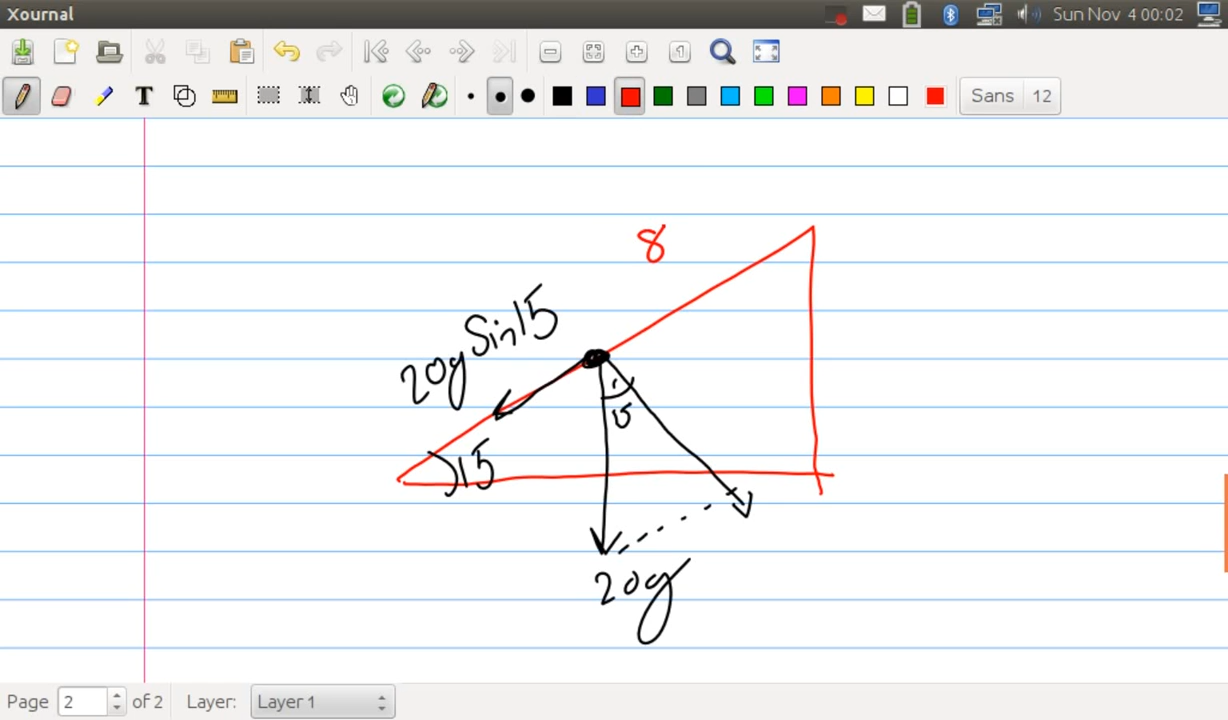 Xournal
Sun Nov 4 00:02
T
Sans 12
8
20g Sin15
15
15
20g
Page 2 of 2 Layer: Layer 1